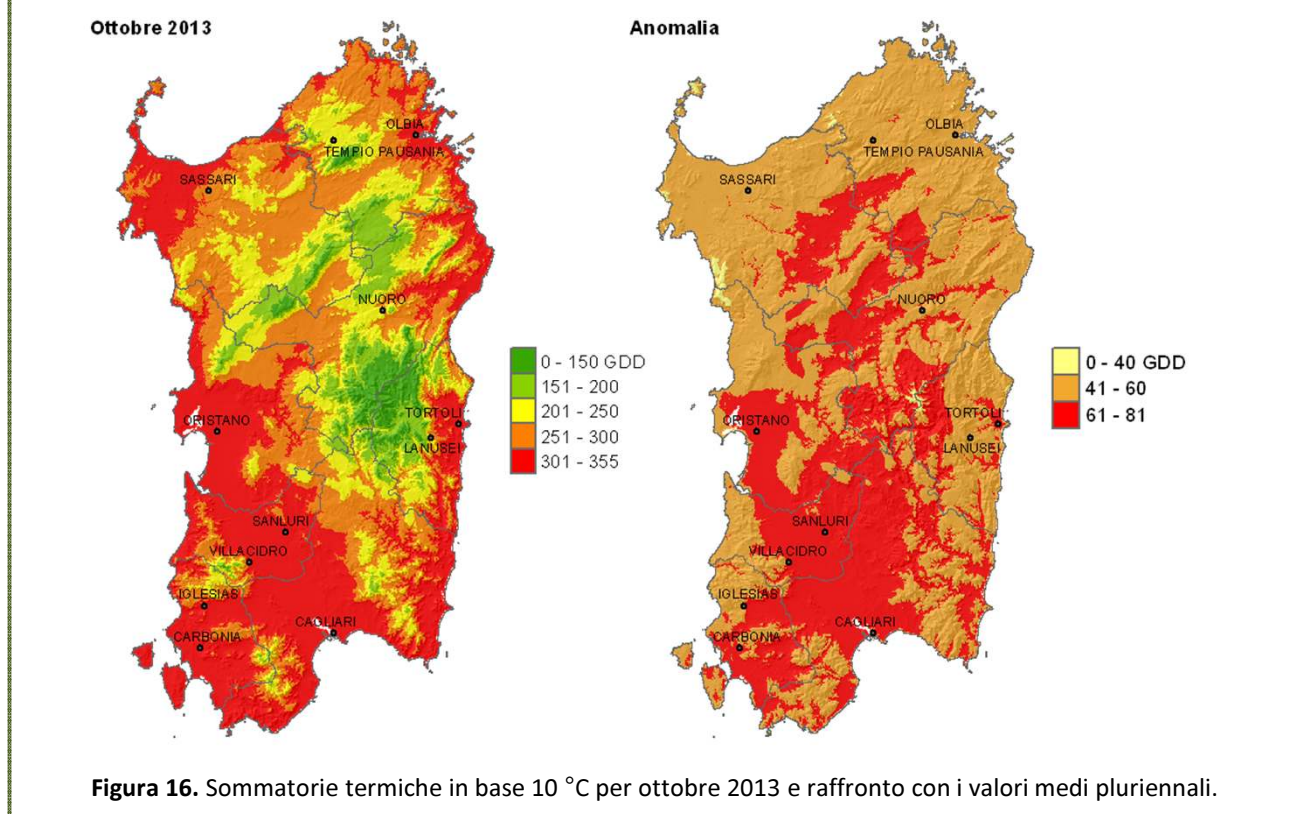 Ottobre 2013
OLBIA
TEMPIO PAUSANIA
SASSARI
NUORO
ORISTANO
TORTOLI
LANUSEI
SANLURI
VILLACIDRO
IGLESIAS
CAGLIARI
CARBONIA
0 - 150 GDD
151 - 200
201 - 250
251 - 300
301 - 355
Anomalia
OLBIA
TEMPIO PAUSANIA
SASSARI
NUORO
ORISTANO
TORTOLI
LANUSEI
SANLURI
VILLACIDRO
IGLESIAS
CAGLIARI
CARBONIA
0 - 40 GDD
41 - 60
61 - 81
Figura 16. Sommatorie termiche in base 10 °C per ottobre 2013 e raffronto con i valori medi pluriennali.